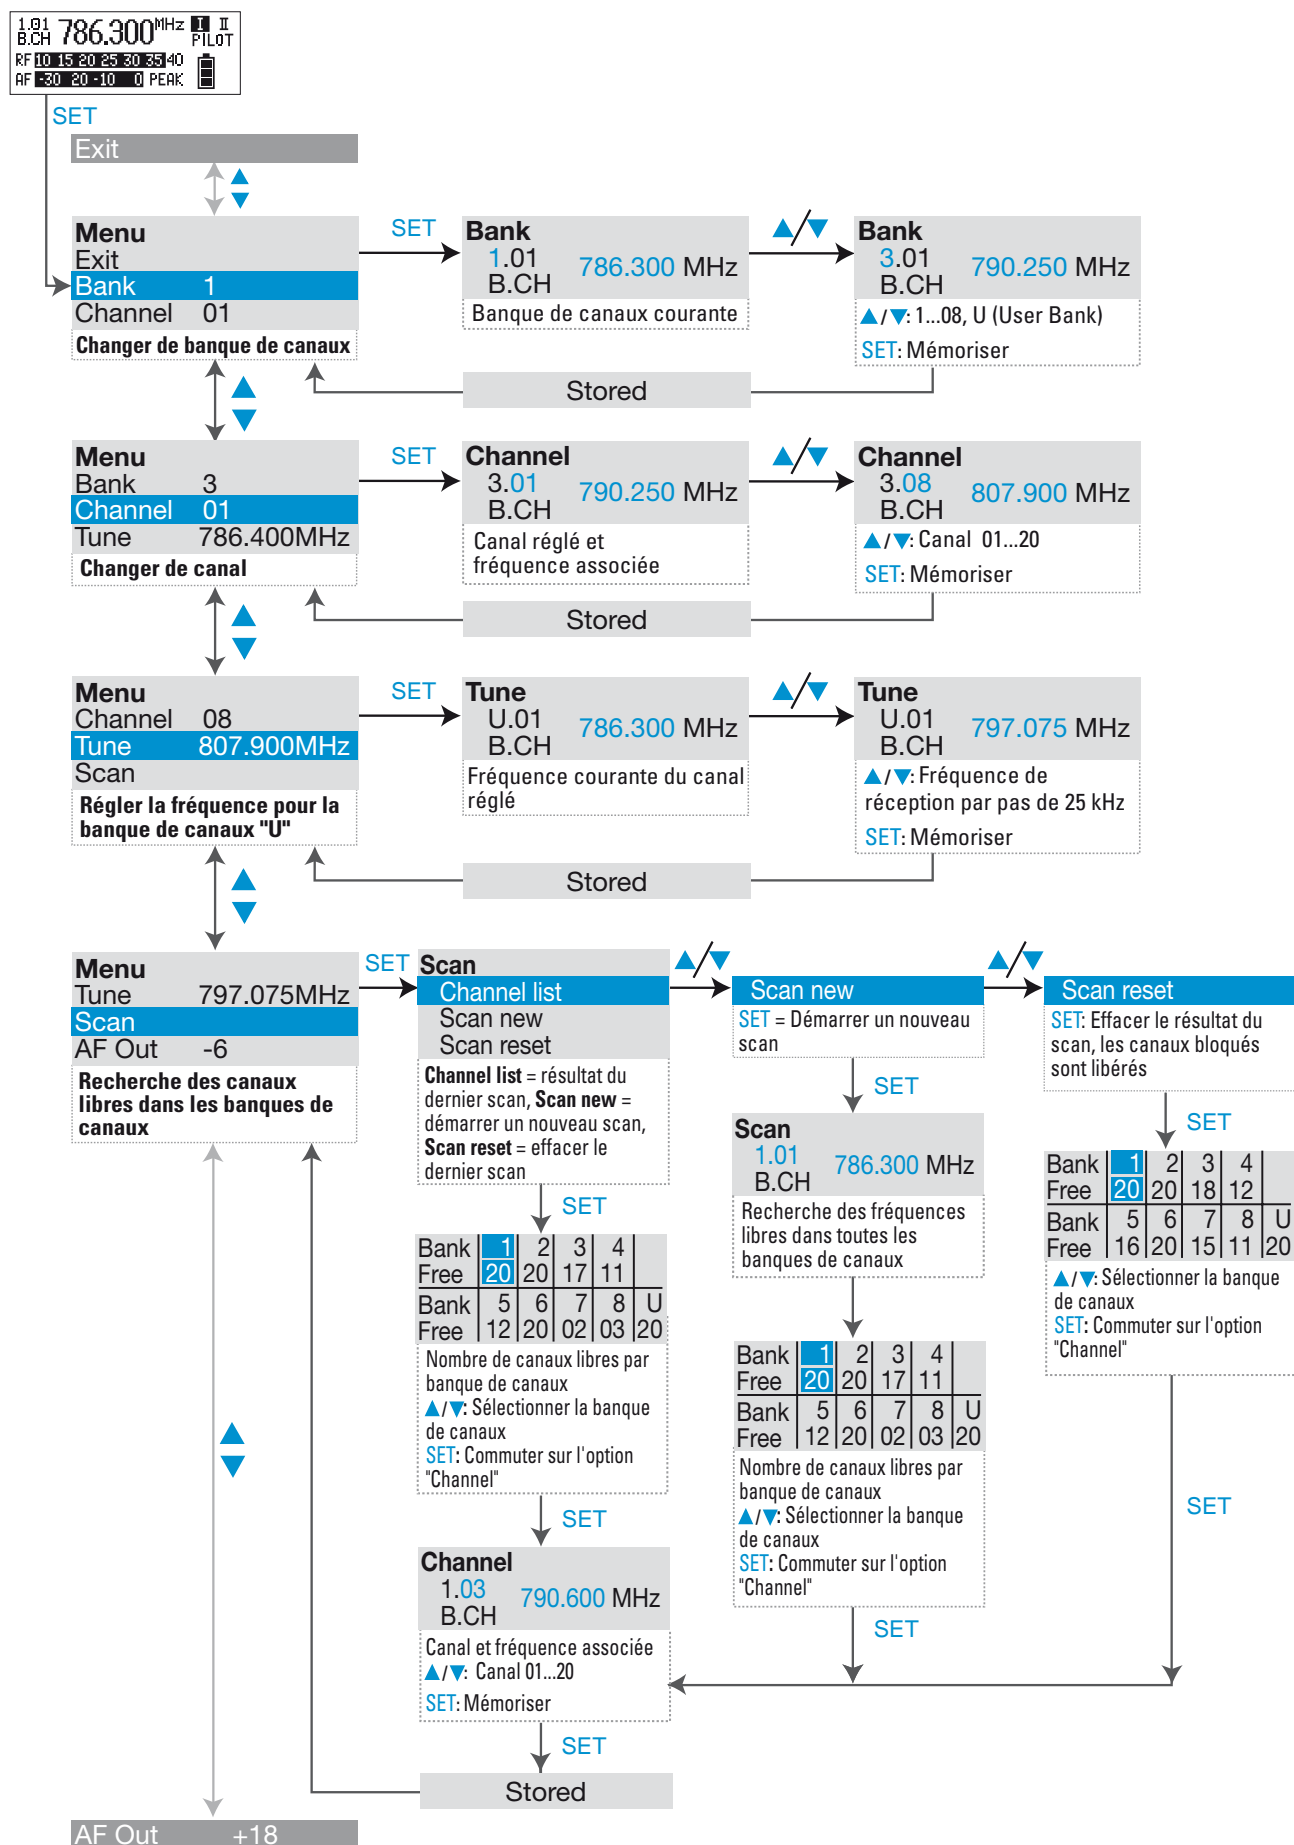 1.01 786.300 MHz I II
B.CH PILOT
RF 10 15 20 25 30 35 40
AF -30 20 -10 0 PEAK
SET
Exit
Menu
Exit
Bank 1
Channel 01
Changer de banque de canaux
SET
Bank
1.01
B.CH
786.300 MHz
Banque de canaux courante
Bank
3.01
B.CH
790.250 MHz
▲/▼: 1...08, U (User Bank)
SET: Mémoriser
Stored
Menu
Bank 3
Channel 01
Tune 786.400MHz
Changer de canal
SET
Channel
3.01
B.CH
790.250 MHz
Canal réglé et
fréquence associée
Channel
3.08
B.CH
807.900 MHz
▲/▼: Canal 01...20
SET: Mémoriser
Stored
Menu
Channel 08
Tune 807.900MHz
Scan
Régler la fréquence pour la
banque de canaux "U"
SET
Tune
U.01
B.CH
786.300 MHz
Fréquence courante du canal
réglé
Tune
U.01
B.CH
797.075 MHz
▲/▼: Fréquence de
réception par pas de 25 kHz
SET: Mémoriser
Stored
Menu
Tune 797.075MHz
Scan
AF Out -6
Recherche des canaux
libres dans les banques de
canaux
SET
Scan
Channel list
Scan new
Scan reset
Channel list = résultat du
dernier scan, Scan new =
démarrer un nouveau scan,
Scan reset = effacer le
dernier scan
SET
Bank 1 2 3 4
Free 20 20 17 11
Bank 5 6 7 8 U
Free 12 20 02 03 20
Nombre de canaux libres par
banque de canaux
▲/▼: Sélectionner la banque
de canaux
SET: Commuter sur l'option
"Channel"
SET
Channel
1.03
B.CH
790.600 MHz
Canal et fréquence associée
▲/▼: Canal 01...20
SET: Mémoriser
SET
Stored
Scan new
SET = Démarrer un nouveau
scan
SET
Scan
1.01
B.CH
786.300 MHz
Recherche des fréquences
libres dans toutes les
banques de canaux
Bank 1 2 3 4
Free 20 20 17 11
Bank 5 6 7 8 U
Free 12 20 02 03 20
Nombre de canaux libres par
banque de canaux
▲/▼: Sélectionner la banque
de canaux
SET: Commuter sur l'option
"Channel"
SET
Scan reset
SET: Effacer le résultat du
scan, les canaux bloqués
sont libérés
SET
Bank 1 2 3 4
Free 20 20 18 12
Bank 5 6 7 8 U
Free 16 20 15 11 20
▲/▼: Sélectionner la banque
de canaux
SET: Commuter sur l'option
"Channel"
SET
AF Out +18